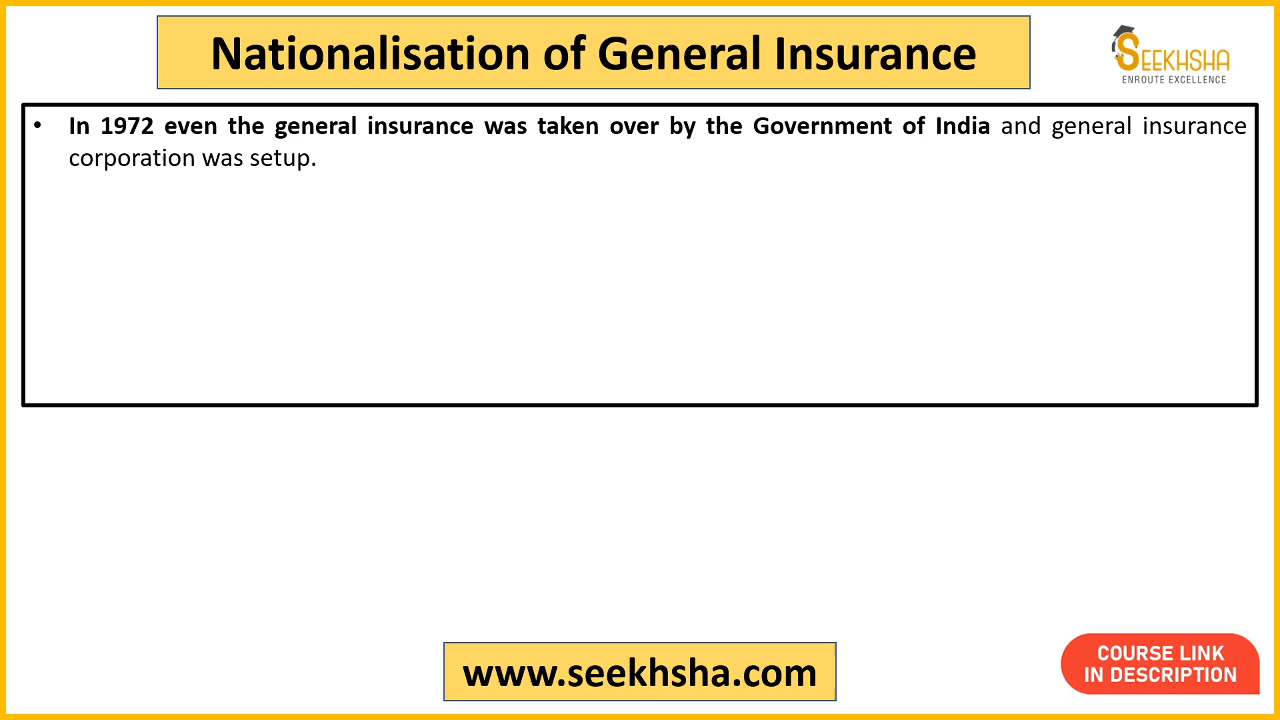 Nationalisation of General Insurance
SEEKHSHA
ENROUTE EXCELLENCE
• In 1972 even the general insurance was taken over by the Government of India and general insurance
corporation was setup.
www.seekhsha.com
COURSE LINK
IN DESCRIPTION